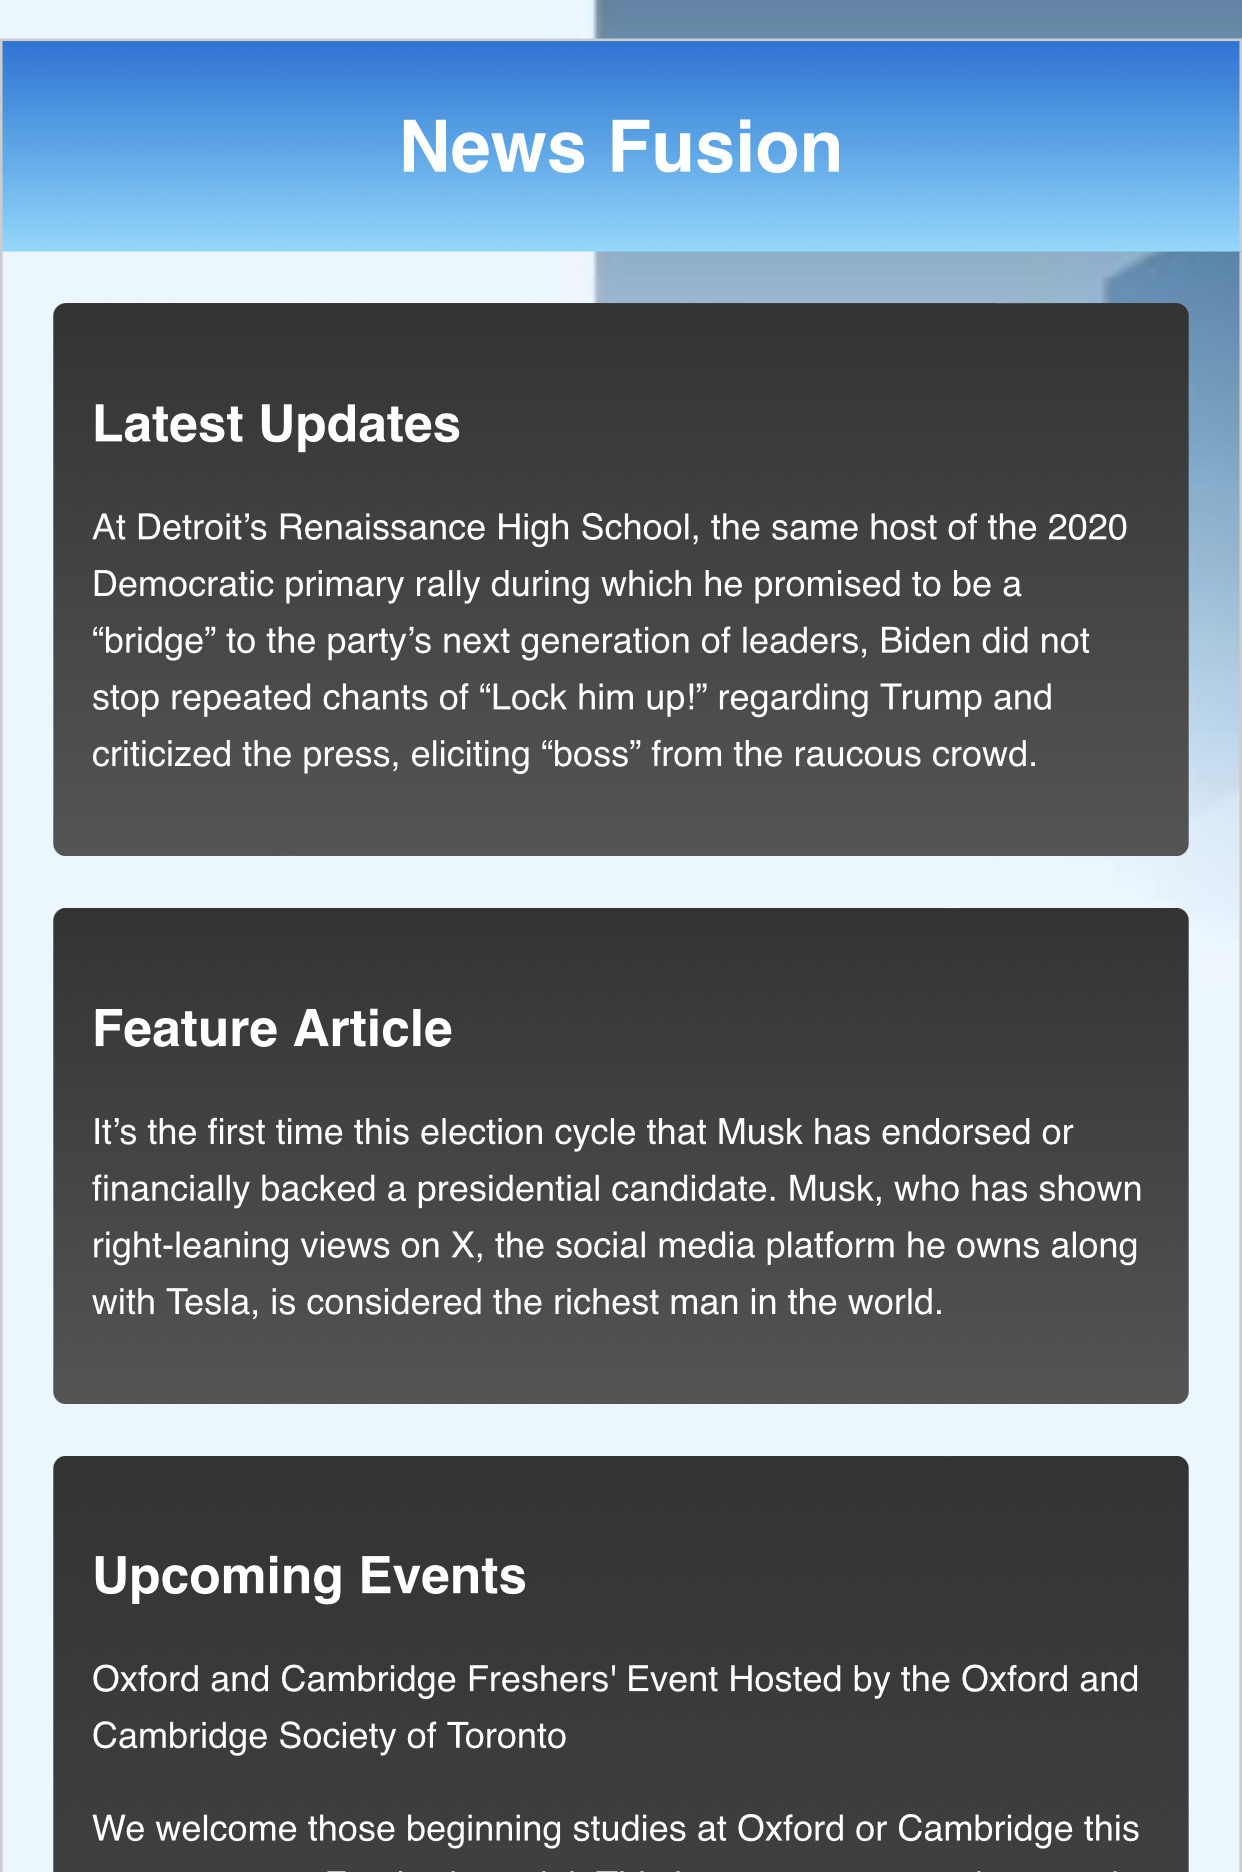 News Fusion
Latest Updates
At Detroit’s Renaissance High School, the same host of the 2020
Democratic primary rally during which he promised to be a
“bridge” to the party’s next generation of leaders, Biden did not
stop repeated chants of “Lock him up!” regarding Trump and
criticized the press, eliciting “boss” from the raucous crowd.
Feature Article
It’s the first time this election cycle that Musk has endorsed or
financially backed a presidential candidate. Musk, who has shown
right-leaning views on X, the social media platform he owns along
with Tesla, is considered the richest man in the world.
Upcoming Events
Oxford and Cambridge Freshers' Event Hosted by the Oxford and
Cambridge Society of Toronto
We welcome those beginning studies at Oxford or Cambridge this